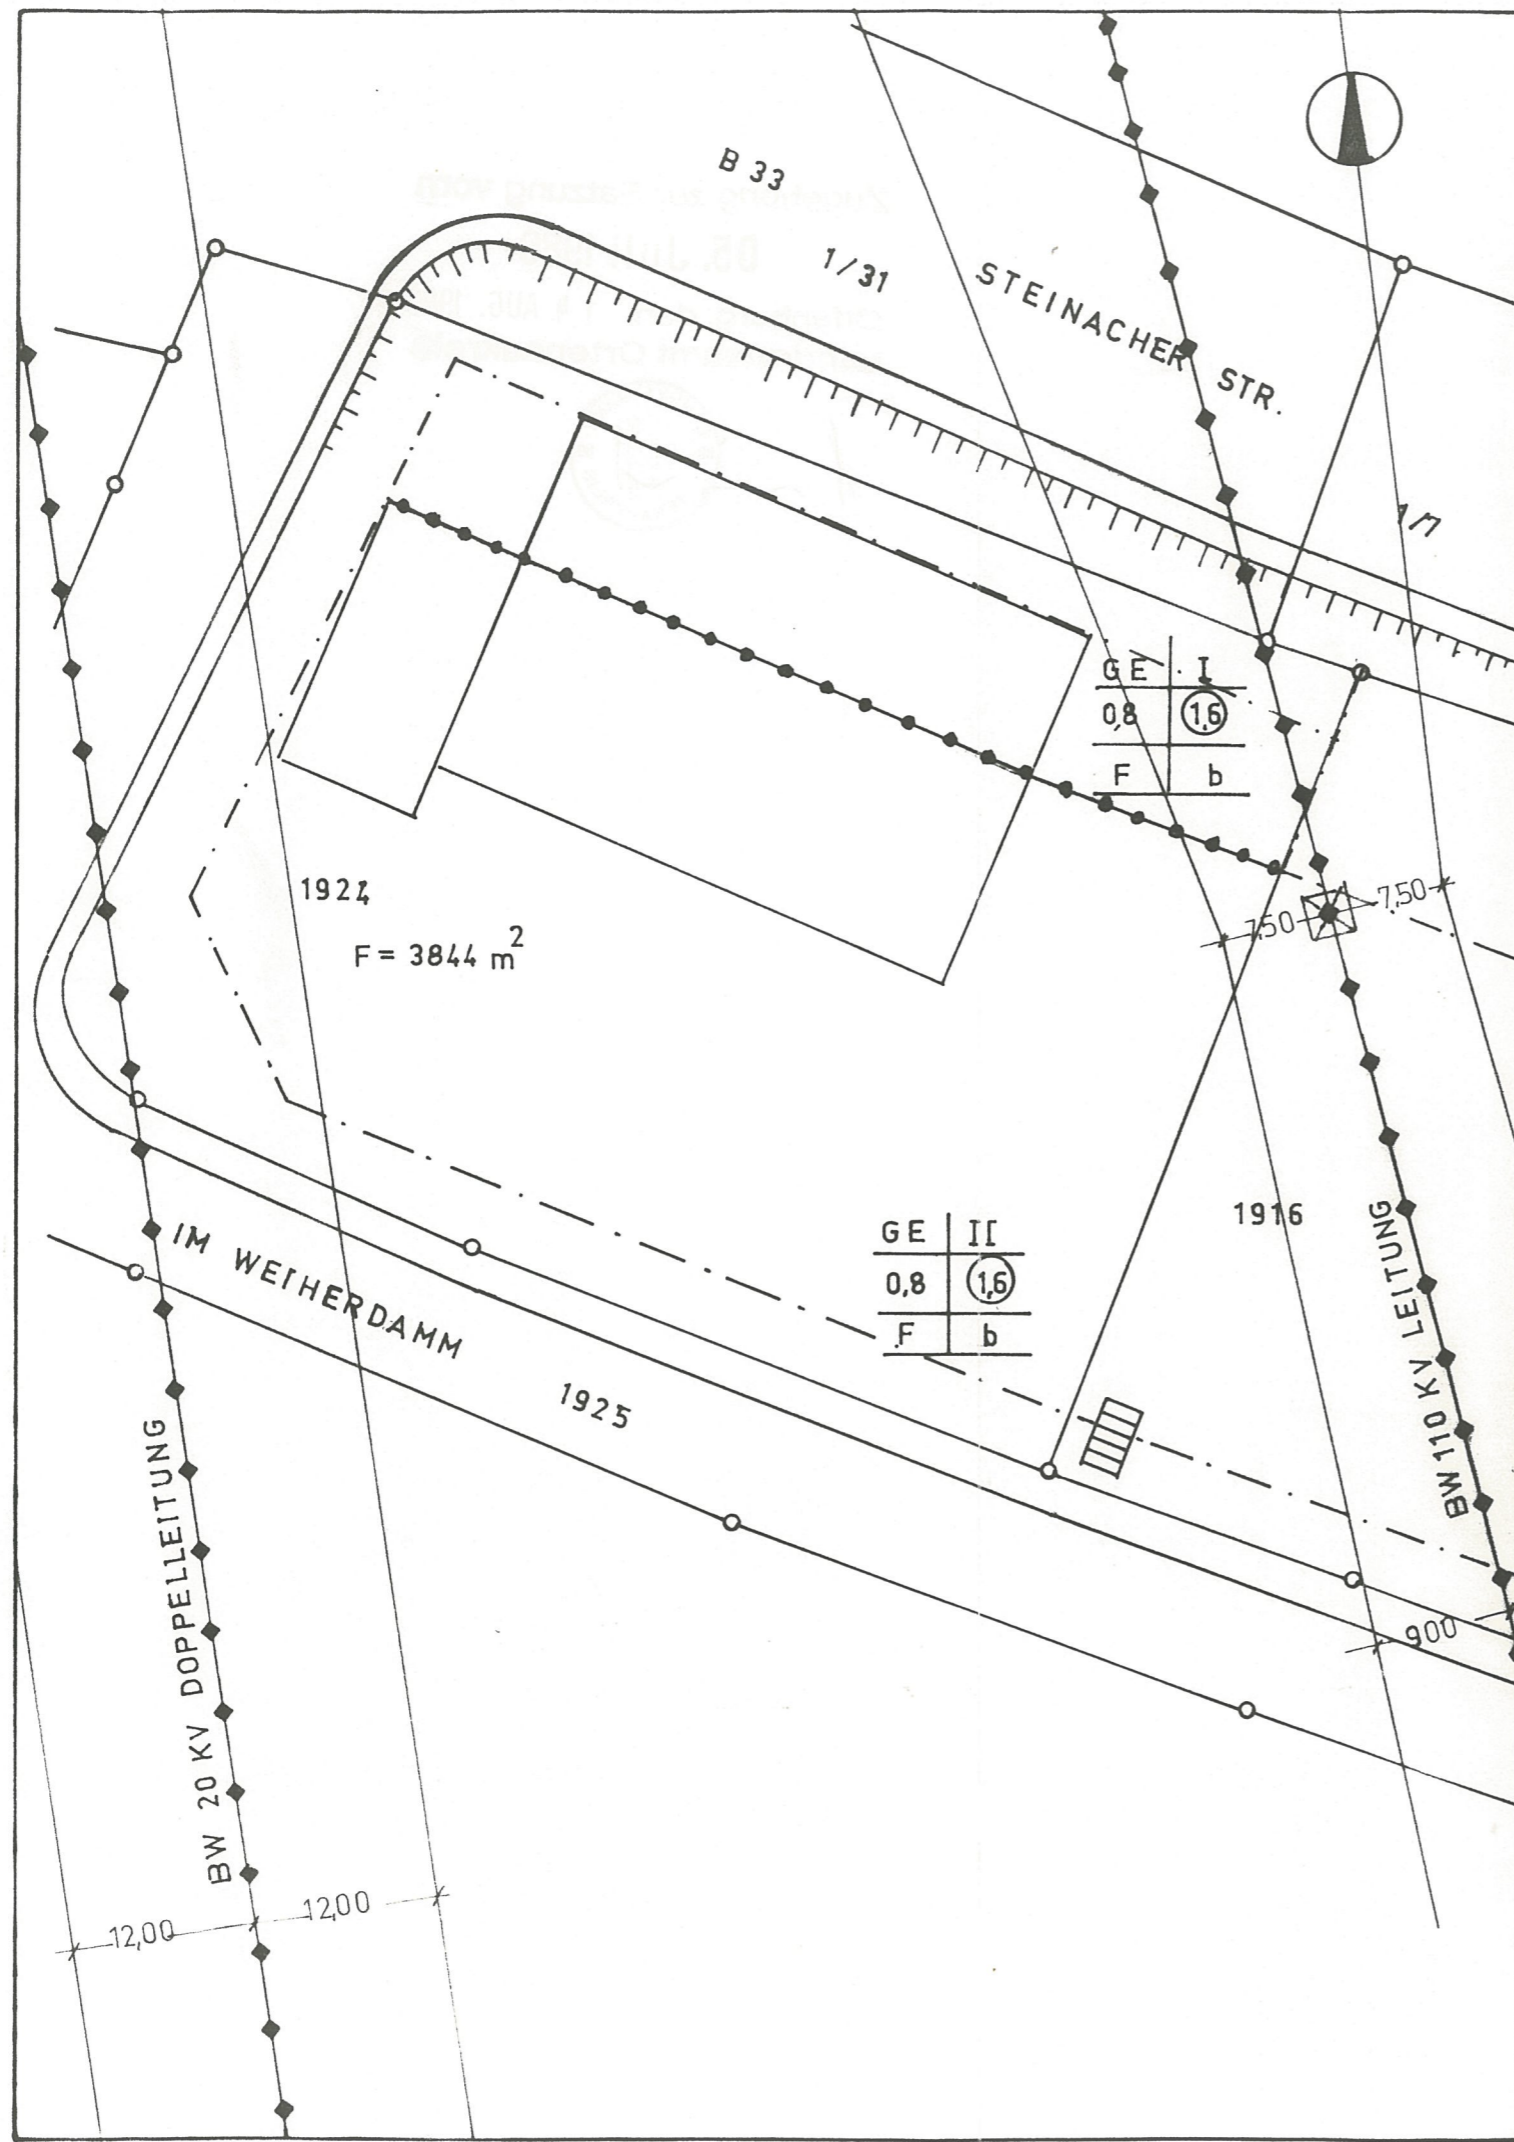 B 33
1/31
STEINACHER STR.
1/7
GE I
0,8 1,6
F b
7,50 7,50
1924
F = 3844 m²
1916
GE II
0,8 1,6
F b
IM WEIHERDAMM
1925
BW 110 KV LEITUNG
900
BW 20 KV DOPPELLEITUNG
12,00 12,00
05. Juli